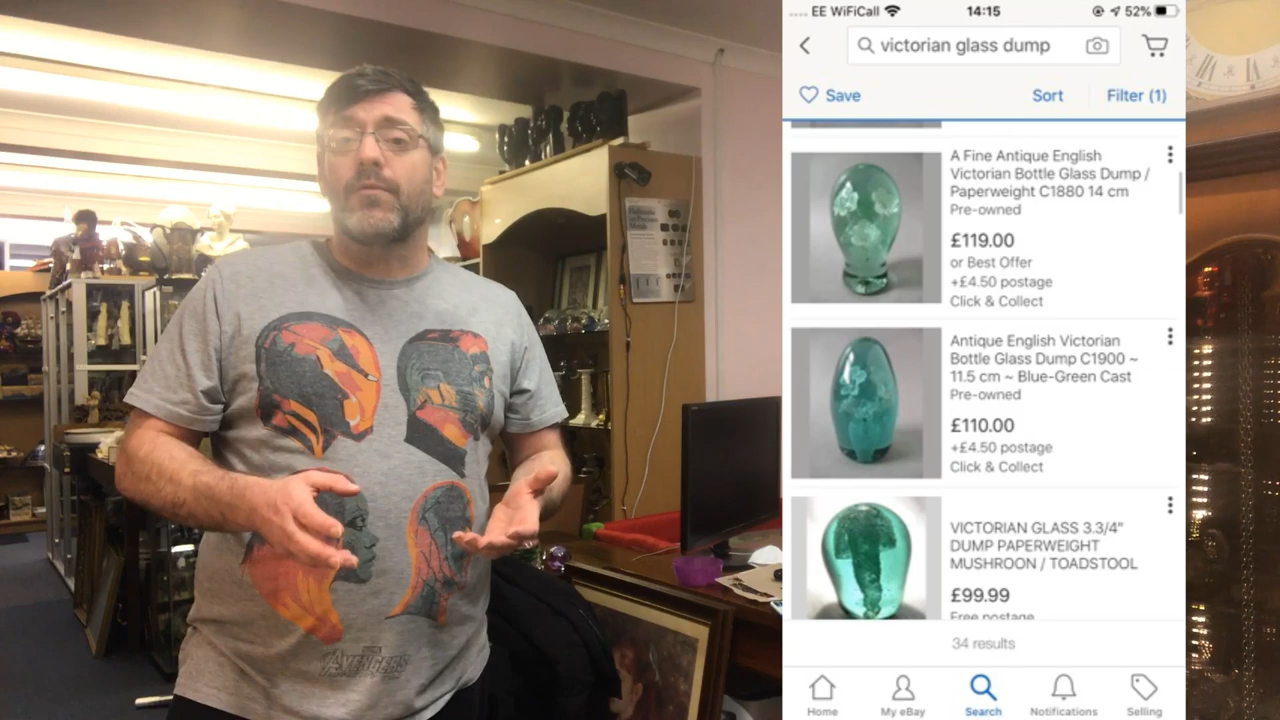 EE WiFiCall
14:15
52%
victorian glass dump
Save
Sort
Filter (1)
A Fine Antique English
Victorian Bottle Glass Dump /
Paperweight C1880 14 cm
Pre-owned
£119.00
or Best Offer
+£4.50 postage
Click & Collect
Antique English Victorian
Bottle Glass Dump C1900 ~
11.5 cm ~ Blue-Green Cast
Pre-owned
£110.00
+£4.50 postage
Click & Collect
VICTORIAN GLASS 3.3/4"
DUMP PAPERWEIGHT
MUSHROON / TOADSTOOL
£99.99
Free postage
34 results
Home
My eBay
Search
Notifications
Selling
MARVEL
AVENGERS